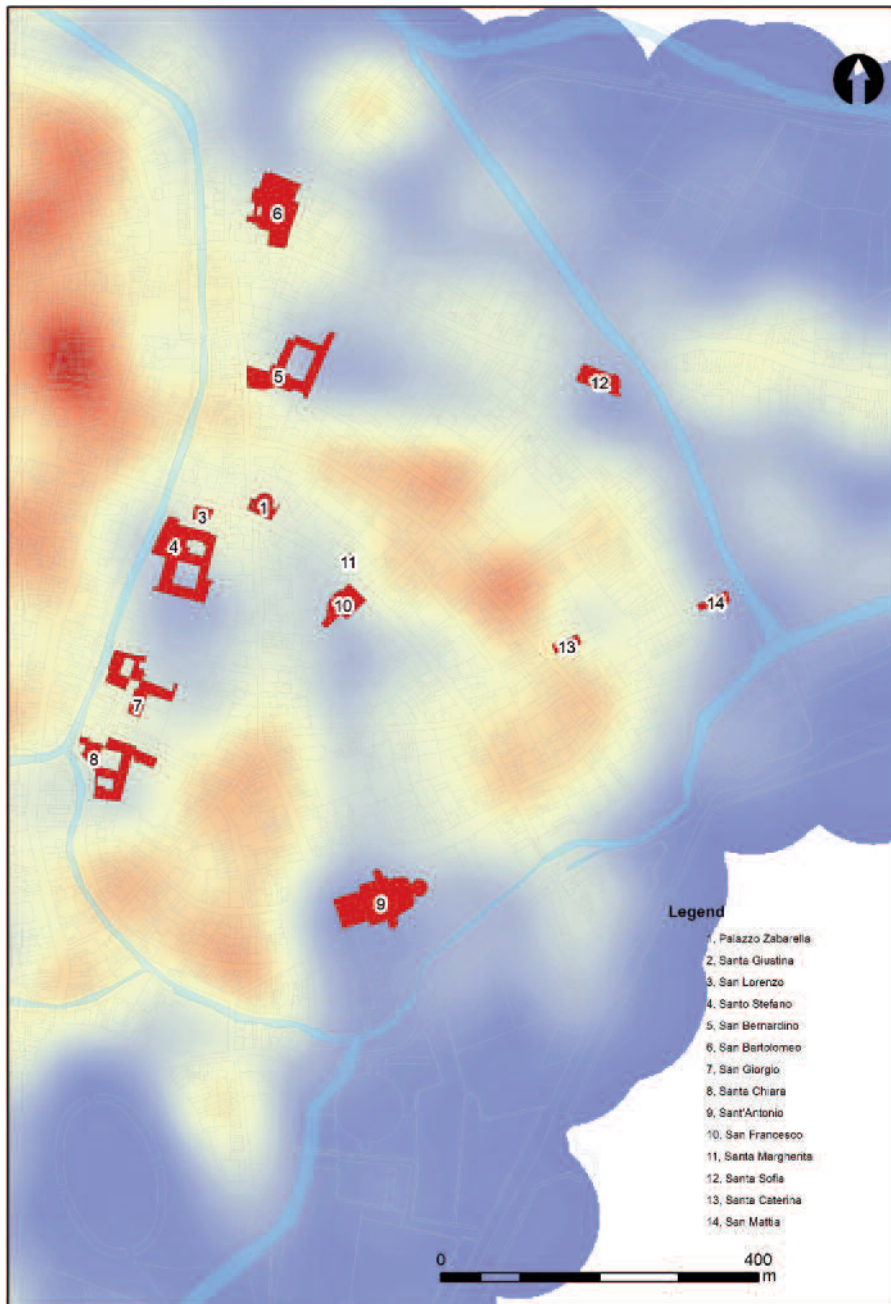 6
5
12
1
3
4
11
10
14
13
7
8
9
Legend
1, Palazzo Zabarella
2, Santa Giustina
3, San Lorenzo
4, Santo Stefano
5, San Bernardino
6, San Bartolomeo
7, San Giorgio
8, Santa Chiara
9, Sant'Antonio
10, San Francesco
11, Santa Margherita
12, Santa Sofia
13, Santa Caterina
14, San Mattia
0 400
m